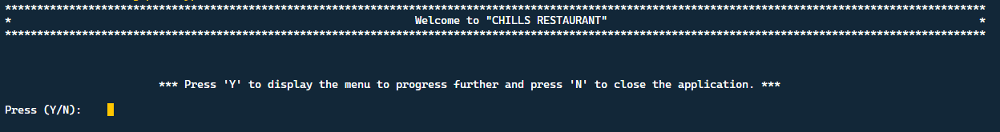 *********************************************************************************************************************************************************
* Welcome to "CHILLS RESTAURANT" *
*********************************************************************************************************************************************************
*** Press 'Y' to display the menu to progress further and press 'N' to close the application. ***
Press (Y/N):